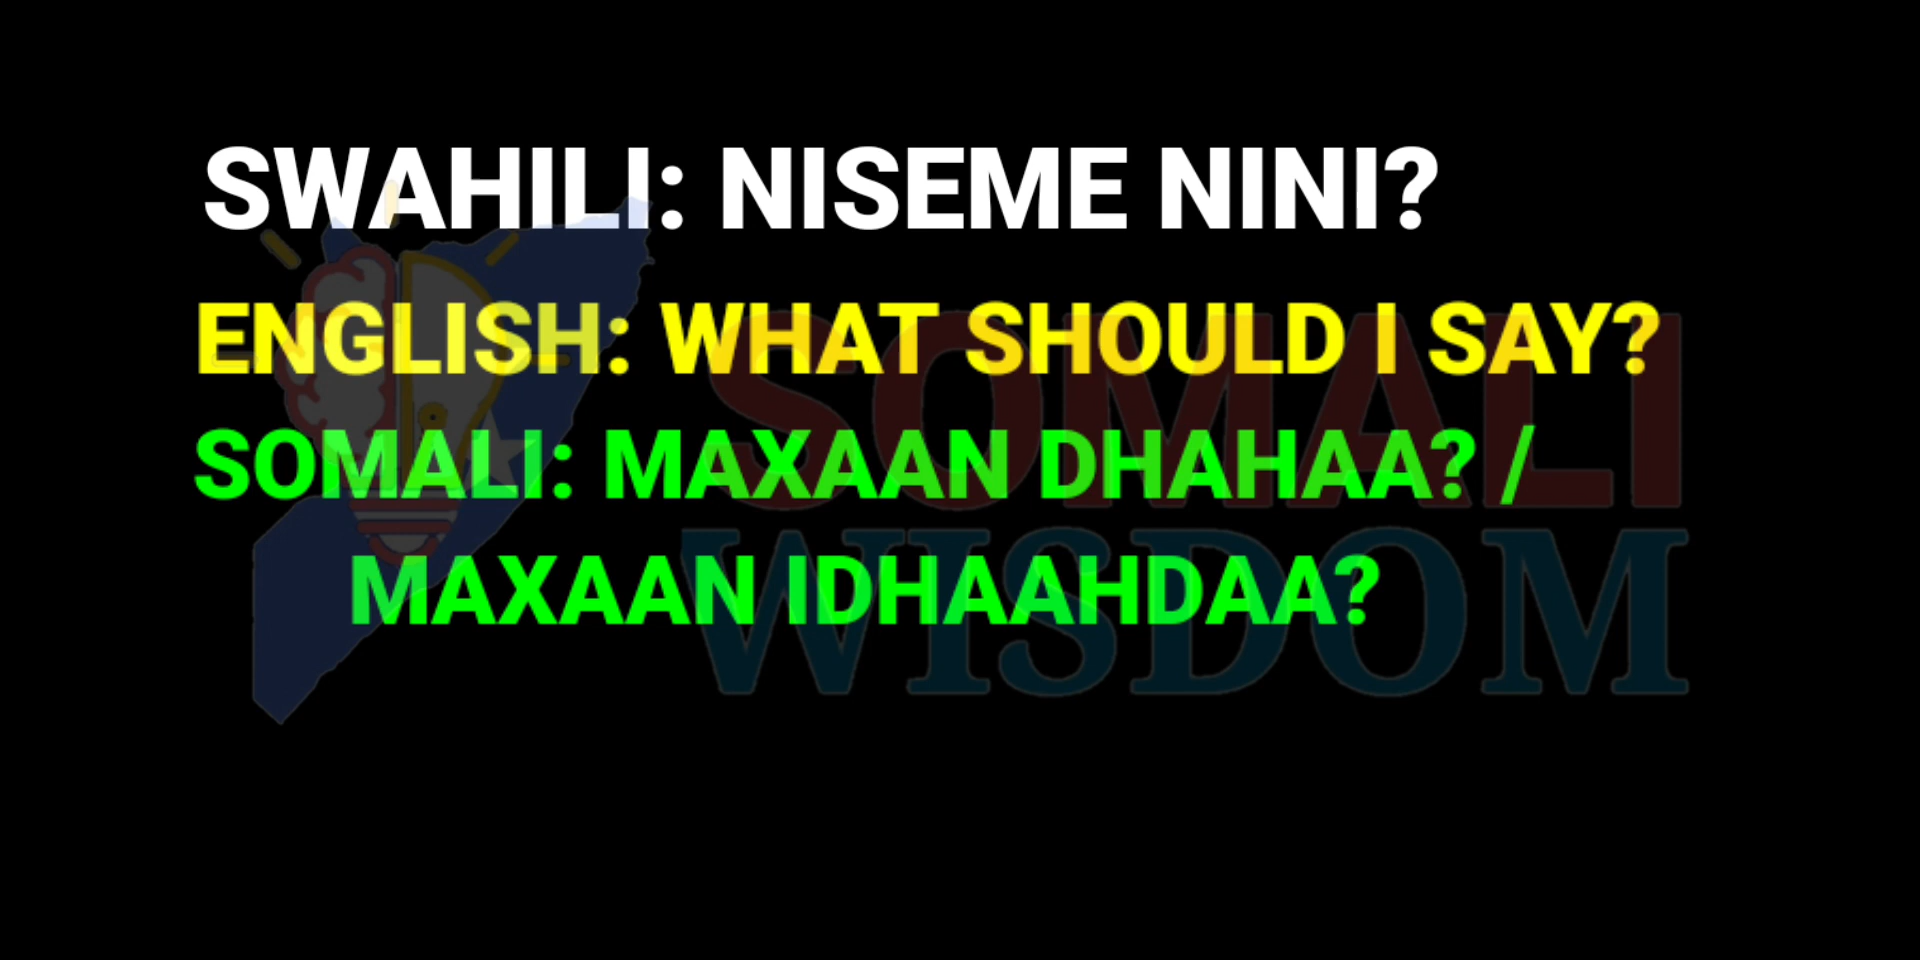 SWAHILI: NISEME NINI?
ENGLISH: WHAT SHOULD I SAY?
SOMALI: MAXAAN DHAHAA? /
MAXAAN IDHAAHDAA?
SOMALI
WISDOM